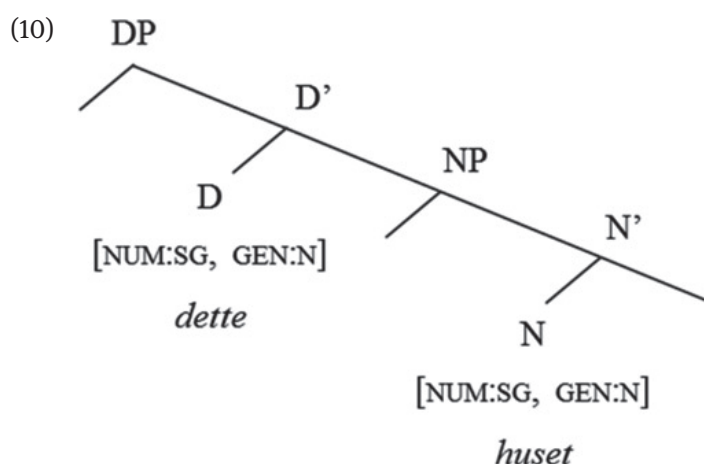 (10)
DP
D’
NP
D
N’
[NUM:SG, GEN:N]
dette
N
[NUM:SG, GEN:N]
huset